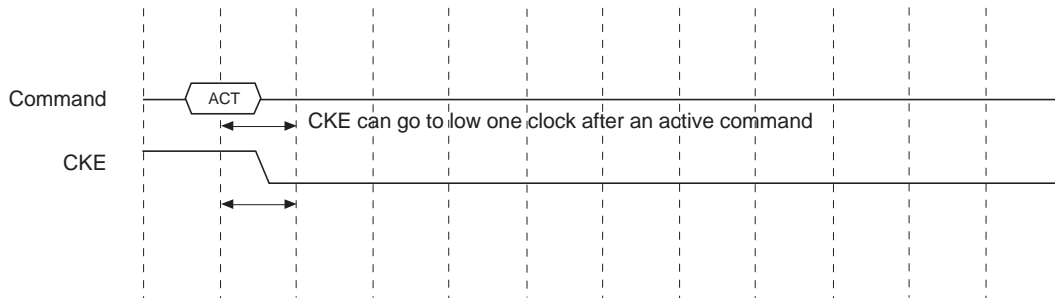 Command
ACT
CKE can go to low one clock after an active command
CKE